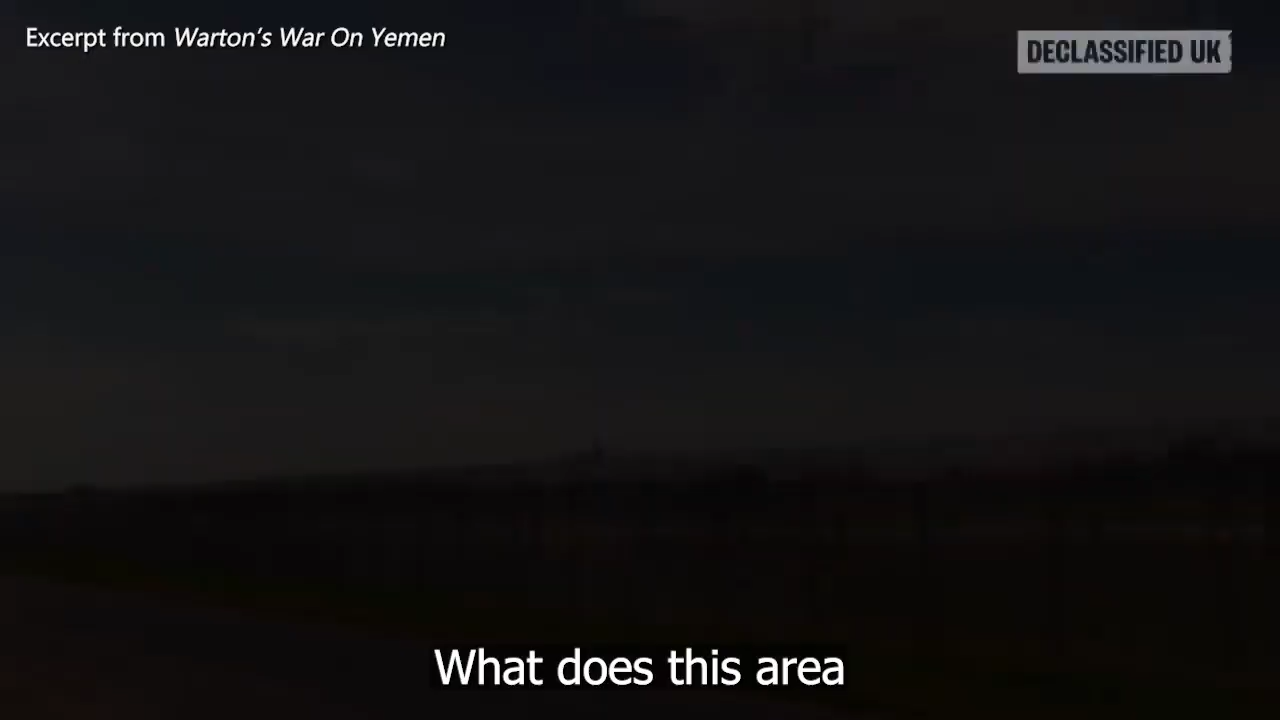 Excerpt from Warton's War On Yemen
DECLASSIFIED UK
What does this area